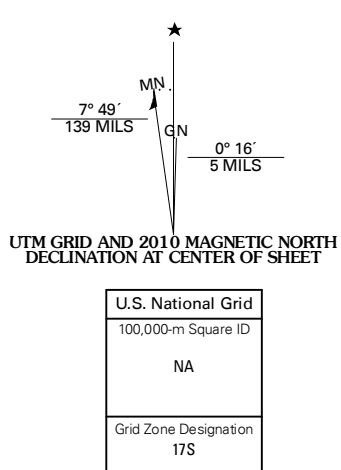 MN
7° 49´
139 MILS
GN
0° 16´
5 MILS
UTM GRID AND 2010 MAGNETIC NORTH
DECLINATION AT CENTER OF SHEET
U.S. National Grid
100,000-m Square ID
NA
Grid Zone Designation
17S